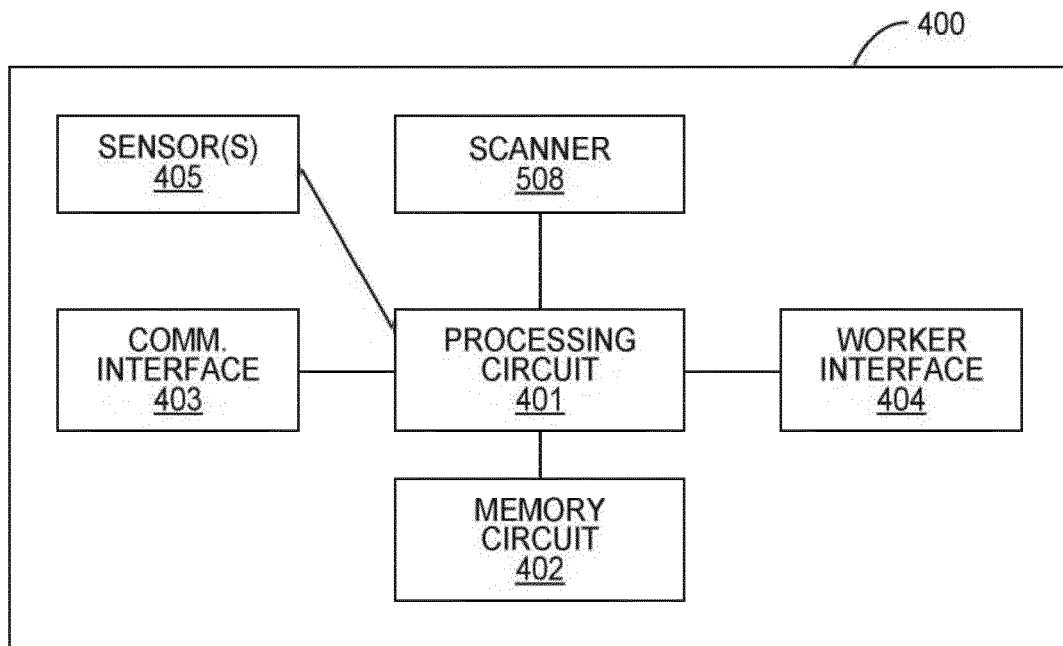 400
SENSOR(S)
405
SCANNER
508
COMM.
INTERFACE
403
PROCESSING
CIRCUIT
401
WORKER
INTERFACE
404
MEMORY
CIRCUIT
402